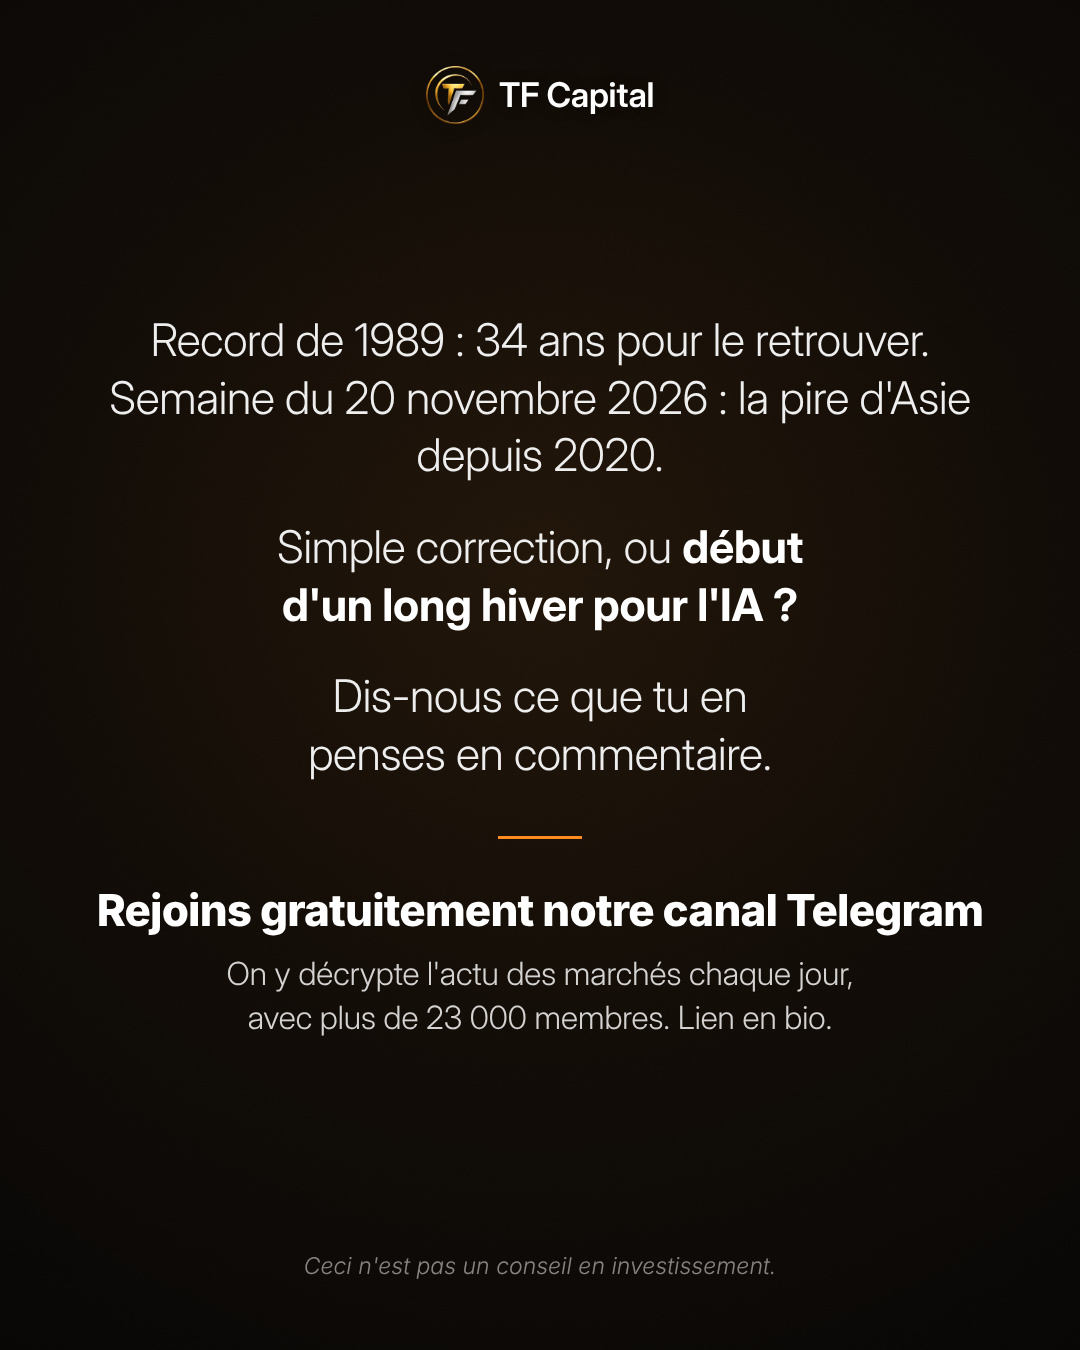 TF TF Capital
Record de 1989 : 34 ans pour le retrouver.
Semaine du 20 novembre 2026 : la pire d'Asie
depuis 2020.
Simple correction, ou début
d'un long hiver pour l'IA ?
Dis-nous ce que tu en
penses en commentaire.
Rejoins gratuitement notre canal Telegram
On y décrypte l'actu des marchés chaque jour,
avec plus de 23 000 membres. Lien en bio.
Ceci n'est pas un conseil en investissement.